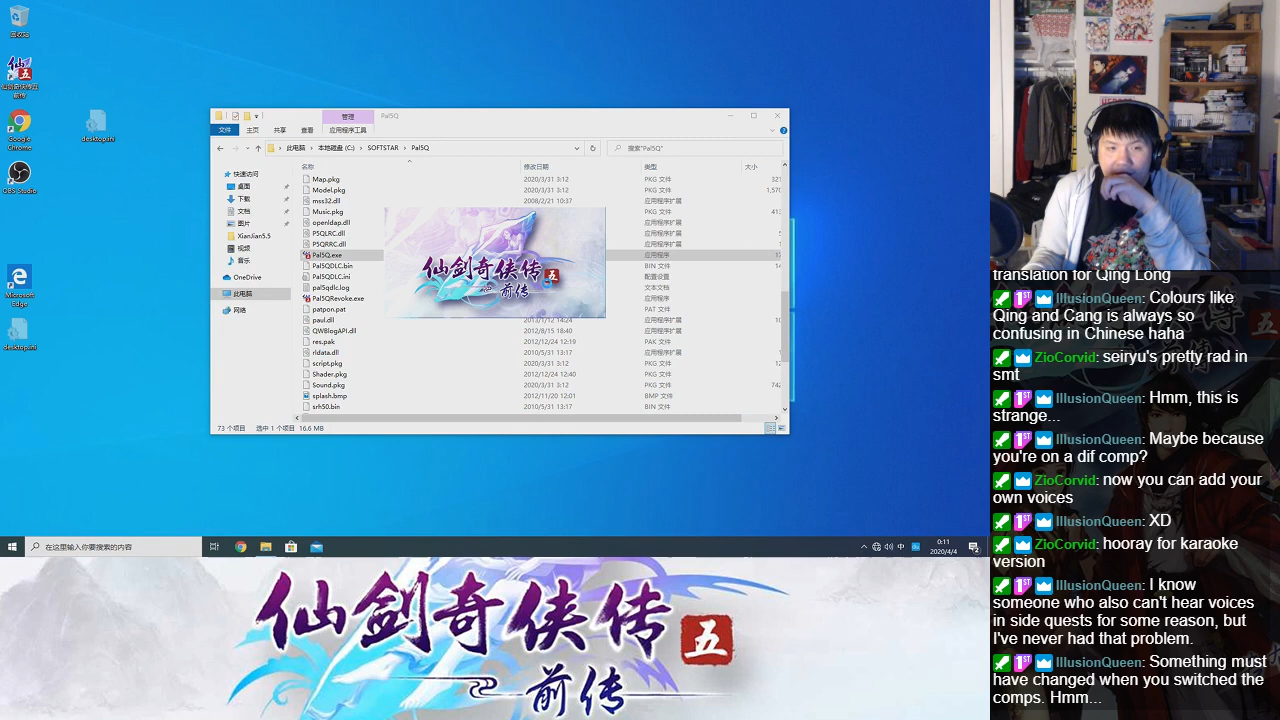 回收站
仙剑奇侠传五
前传
Google
Chrome
desktop.ini
OBS Studio
Microsoft
Edge
desktop.ini
管理
Pal5Q
文件
主页
共享
查看
应用程序工具
此电脑 › 本地磁盘 (C:) › SOFTSTAR › Pal5Q
搜索"Pal5Q"
名称
修改日期
类型
大小
快速访问
桌面
下载
文档
图片
XianJian5.5
视频
音乐
OneDrive
此电脑
网络
Map.pkg 2020/3/31 3:12 PKG 文件 321
Model.pkg 2020/3/31 3:12 PKG 文件 1,570
mss32.dll 2008/2/21 10:37 应用程序扩展
Music.pkg PKG 文件 413
openldap.dll 应用程序扩展
P5QLRC.dll 应用程序扩展
P5QRRC.dll 应用程序扩展
Pal5Q.exe 应用程序 17
Pal5QDLC.bin BIN 文件 14
Pal5QDLC.ini 配置设置
pal5qdlc.log 文本文档
Pal5QRevoke.exe 应用程序
patpon.pat PAT 文件
paul.dll 2013/1/12 14:24 应用程序扩展 10
QWBlogAPI.dll 2012/8/15 18:40 应用程序扩展
res.pak 2012/12/24 12:19 PAK 文件
rldata.dll 2010/5/31 13:17 应用程序扩展
script.pkg 2020/3/31 3:12 PKG 文件 12
Shader.pkg 2012/12/24 12:40 PKG 文件
Sound.pkg 2020/3/31 3:12 PKG 文件 742
splash.bmp 2012/11/20 12:01 BMP 文件
srh50.bin 2010/5/31 13:17 BIN 文件
仙剑奇侠传五
前传
73 个项目 选中 1 个项目 16.6 MB
在这里输入你要搜索的内容
中
0:11
2020/4/4
仙剑奇侠传五
前传
translation for Qing Long
1ST IllusionQueen: Colours like
Qing and Cang is always so
confusing in Chinese haha
ZioCorvid: seiryu's pretty rad in
smt
1ST IllusionQueen: Hmm, this is
strange...
1ST IllusionQueen: Maybe because
you're on a dif comp?
ZioCorvid: now you can add your
own voices
1ST IllusionQueen: XD
ZioCorvid: hooray for karaoke
version
1ST IllusionQueen: I know
someone who also can't hear voices
in side quests for some reason, but
I've never had that problem.
1ST IllusionQueen: Something must
have changed when you switched the
comps. Hmm...